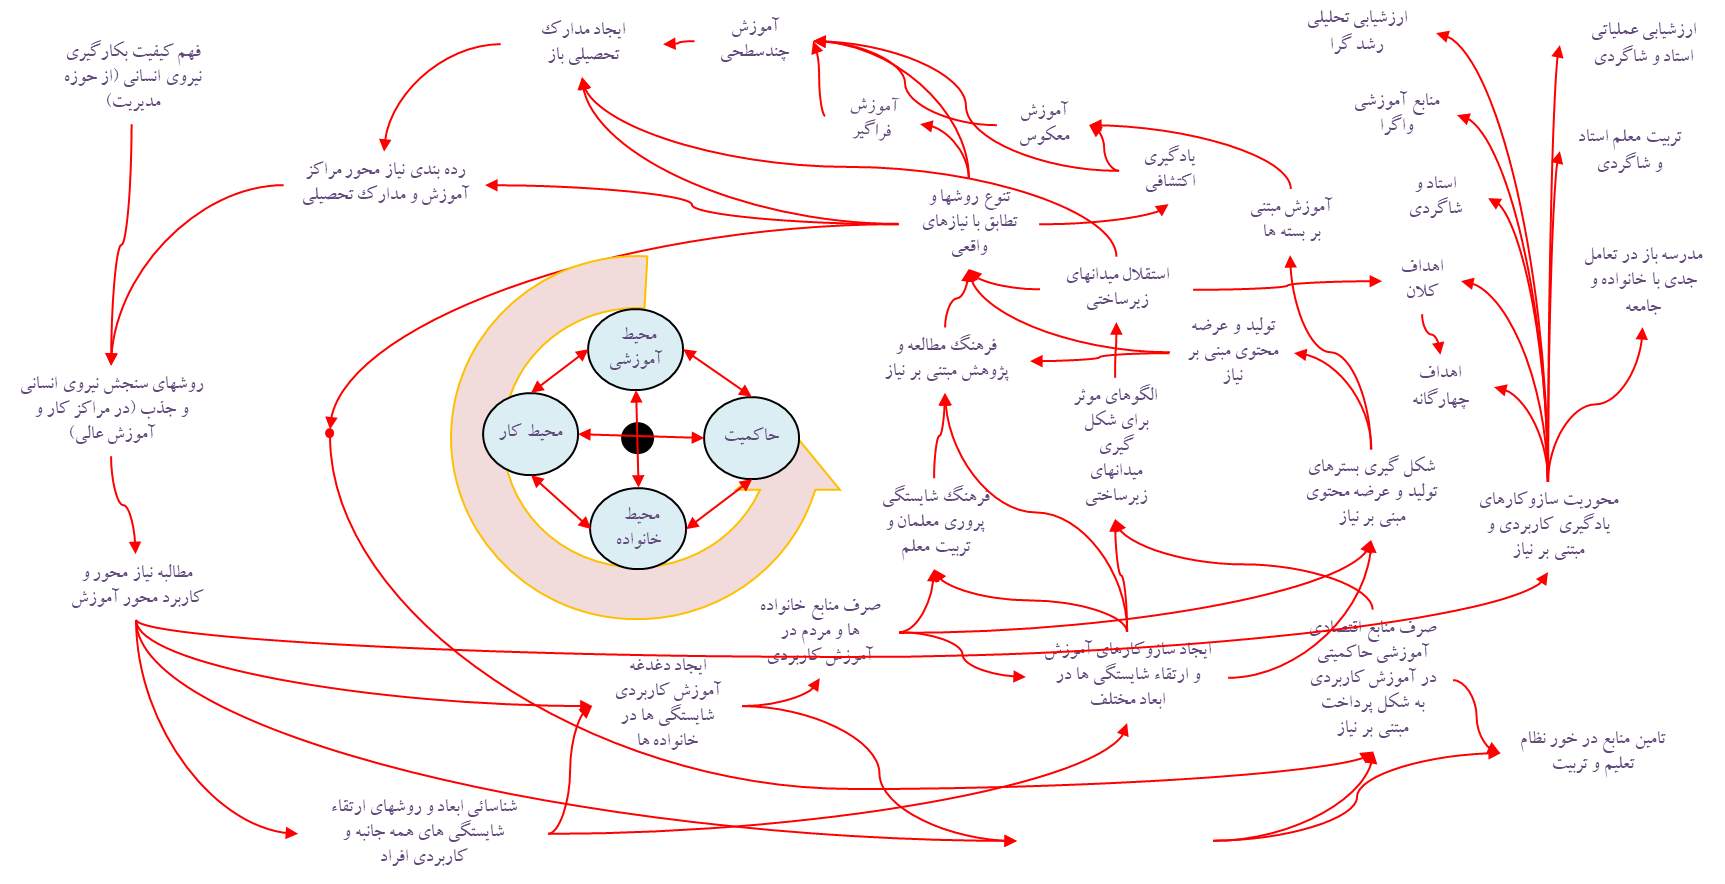 ارزشیابی عملیاتی
استاد و شاگردی
ارزشیابی تحلیلی
رشد گرا
آموزش
چندسطحی
ایجاد مدارک
تحصیلی باز
فهم کیفیت بکارگیری
نیروی انسانی (از حوزه
مدیریت)
منابع آموزشی
واگرا
تربیت معلم استاد
و شاگردی
آموزش
معکوس
آموزش
فراگیر
یادگیری
اکتشافی
رده بندی نیاز محور مراکز
آموزش و مدارک تحصیلی
استاد و
شاگردی
آموزش مبتنی
بر بسته ها
تنوع روشها و
تطابق با نیازهای
واقعی
مدرسه باز در تعامل
جدی با خانواده و
جامعه
اهداف
کلان
استقلال میدانهای
زیرساختی
تولید و عرضه
محتوی مبنی بر
نیاز
فرهنگ مطالعه و
پژوهش مبتنی بر نیاز
محیط
آموزشی
اهداف
چهارگانه
روشهای سنجش نیروی انسانی
و جذب (در مراکز کار و
آموزش عالی)
الگوهای موثر
برای شکل
گیری
میدانهای
زیرساختی
حاکمیت
محیط کار
شکل گیری بسترهای
تولید و عرضه محتوی
مبنی بر نیاز
محوریت سازوکارهای
یادگیری کاربردی و
مبتنی بر نیاز
فرهنگ شایستگی
پروری معلمان و
تربیت معلم
محیط
خانواده
مطالبه نیاز محور و
کاربرد محور آموزش
صرف منابع خانواده
ها و مردم در
آموزش کاربردی
صرف منابع اقتصادی
آموزشی حاکمیتی
در آموزش کاربردی
به شکل پرداخت
مبتنی بر نیاز
ایجاد سازوکارهای آموزش
و ارتقاء شایستگی ها در
ابعاد مختلف
ایجاد دغدغه
آموزش کاربردی
شایستگی ها در
خانواده ها
تامین منابع در خور نظام
تعلیم و تربیت
شناسائی ابعاد و روشهای ارتقاء
شایستگی های همه جانبه و
کاربردی افراد